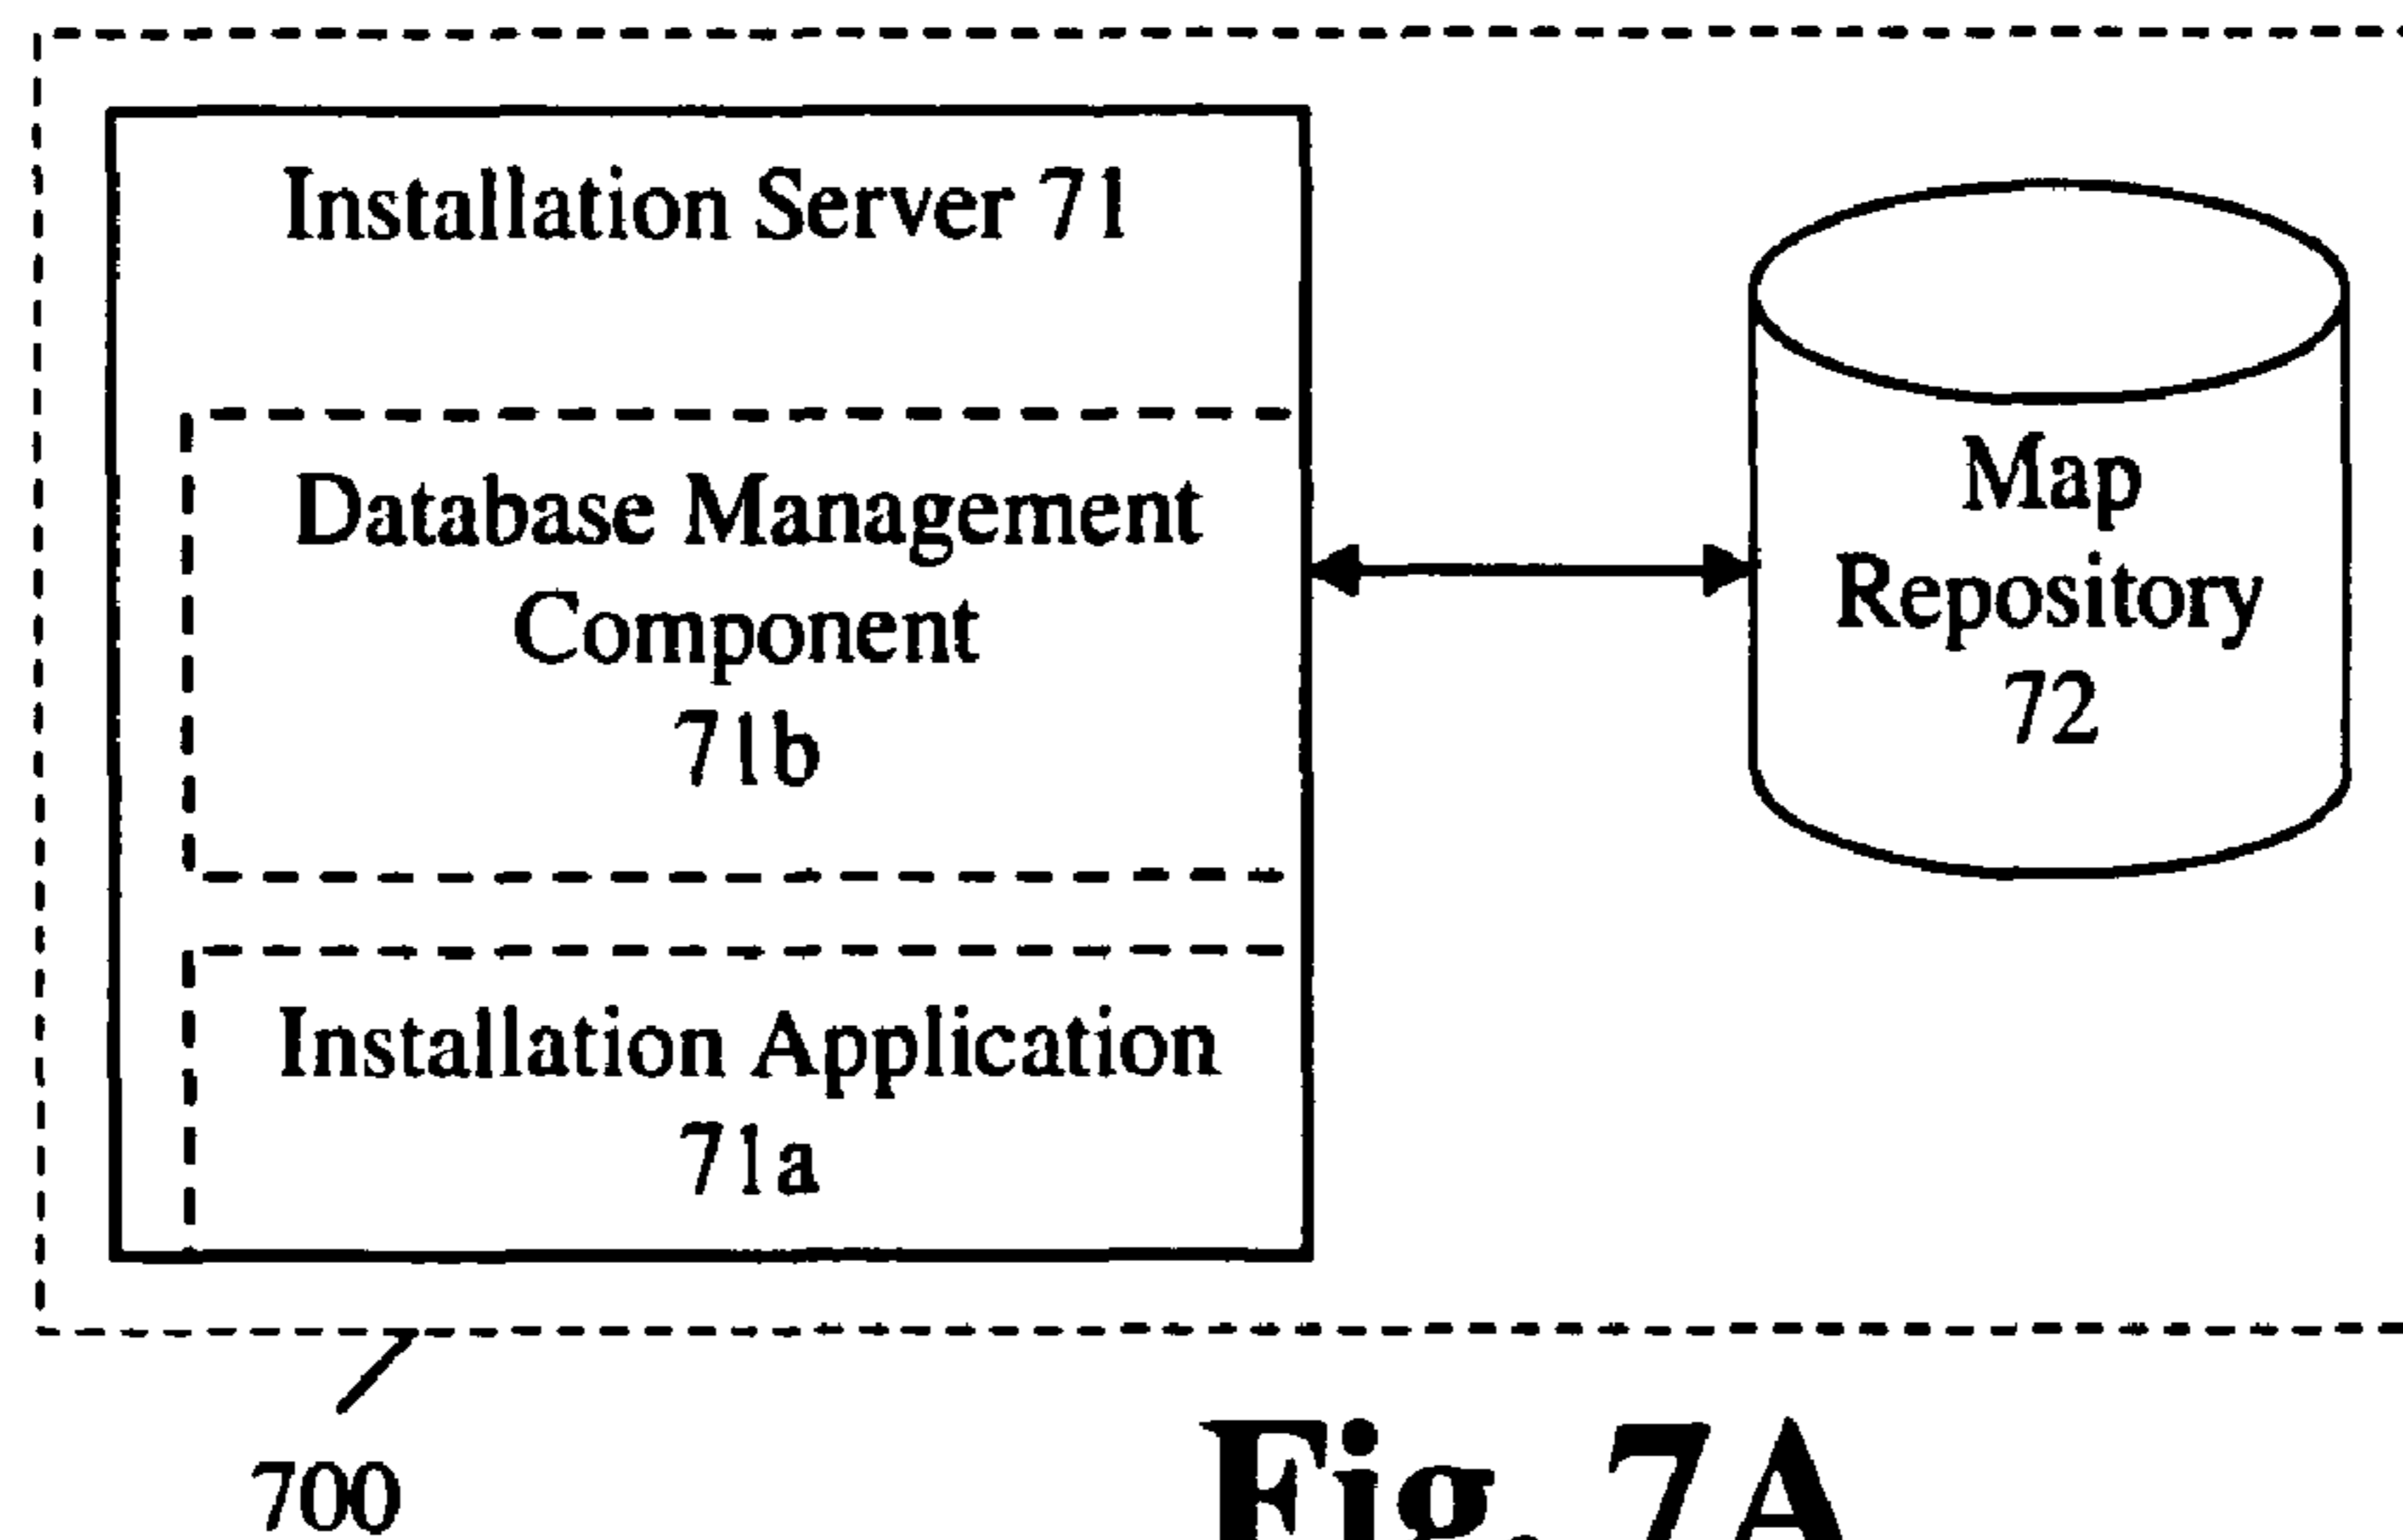 Installation Server 71
Database Management
Component
71b
Installation Application
71a
Map
Repository
72
700
Fig. 7A